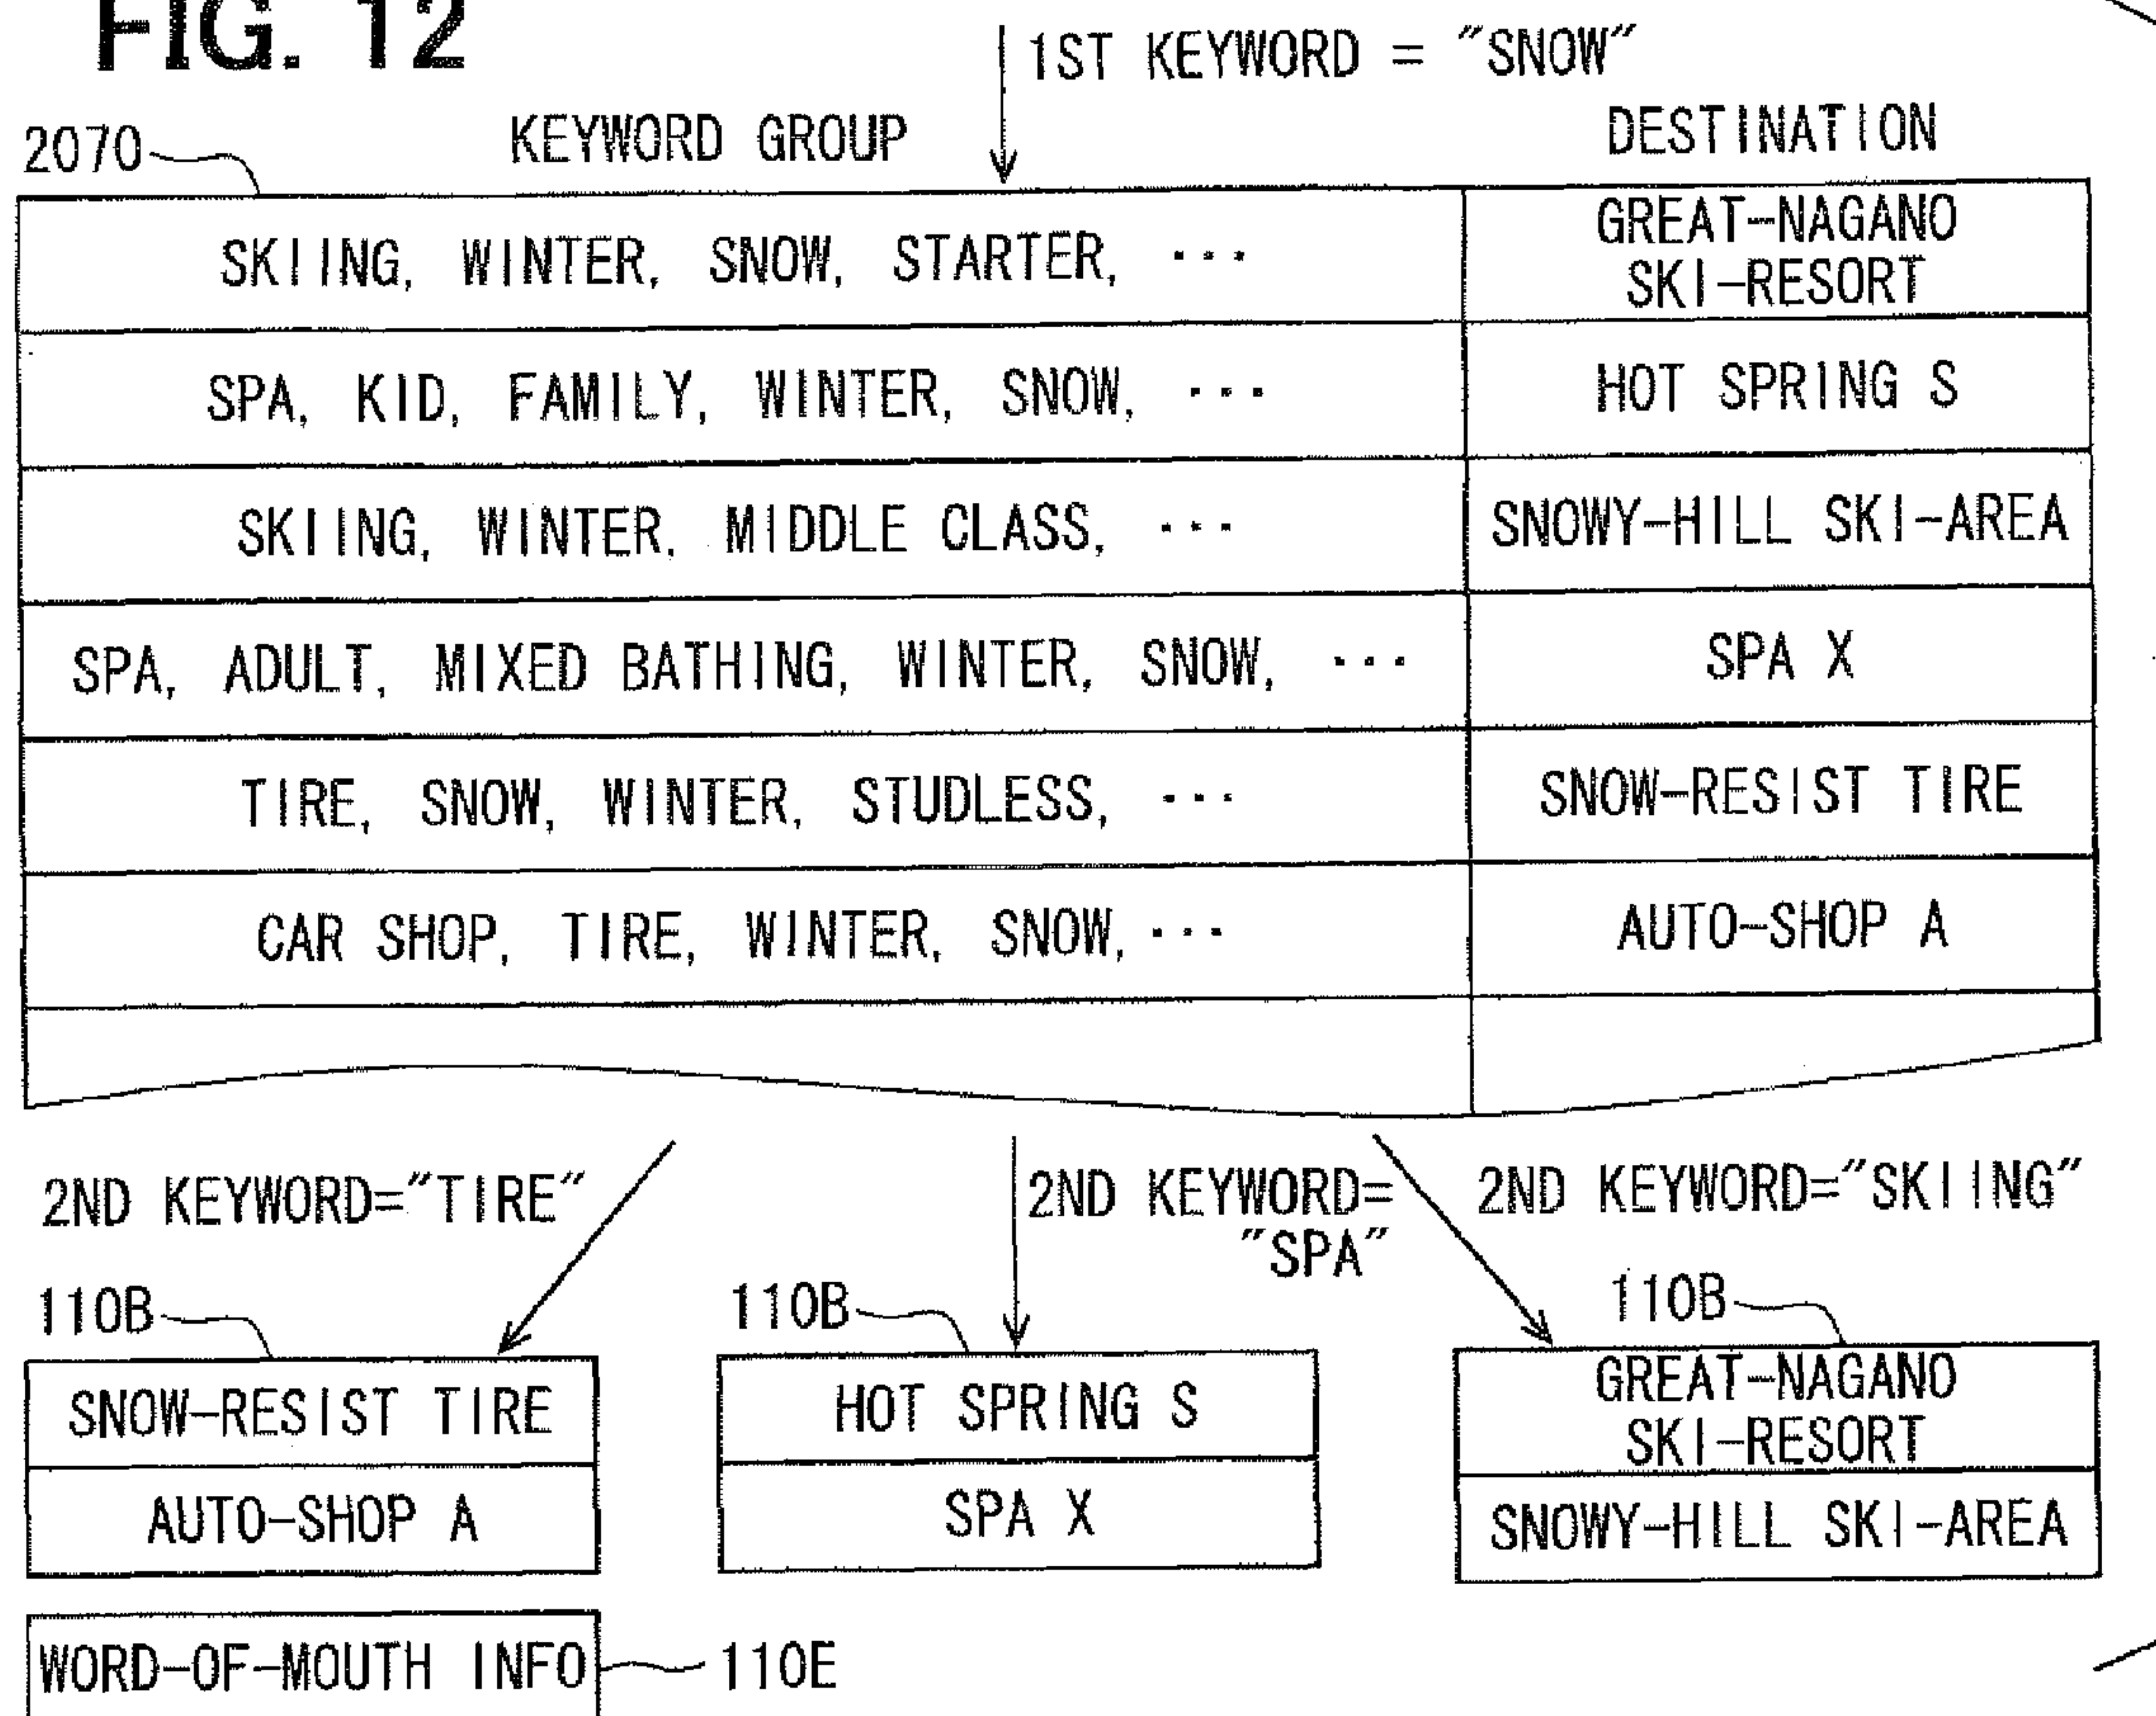 FIG. 12
1ST KEYWORD = "SNOW"
2070
KEYWORD GROUP
DESTINATION
SKIING, WINTER, SNOW, STARTER, ···
GREAT-NAGANO
SKI-RESORT
SPA, KID, FAMILY, WINTER, SNOW, ···
HOT SPRING S
SKIING, WINTER, MIDDLE CLASS, ···
SNOWY-HILL SKI-AREA
SPA, ADULT, MIXED BATHING, WINTER, SNOW, ···
SPA X
TIRE, SNOW, WINTER, STUDLESS, ···
SNOW-RESIST TIRE
CAR SHOP, TIRE, WINTER, SNOW, ···
AUTO-SHOP A
2ND KEYWORD="TIRE"
2ND KEYWORD=
"SPA"
2ND KEYWORD="SKIING"
110B
110B
110B
SNOW-RESIST TIRE
AUTO-SHOP A
HOT SPRING S
SPA X
GREAT-NAGANO
SKI-RESORT
SNOWY-HILL SKI-AREA
WORD-OF-MOUTH INFO
110E